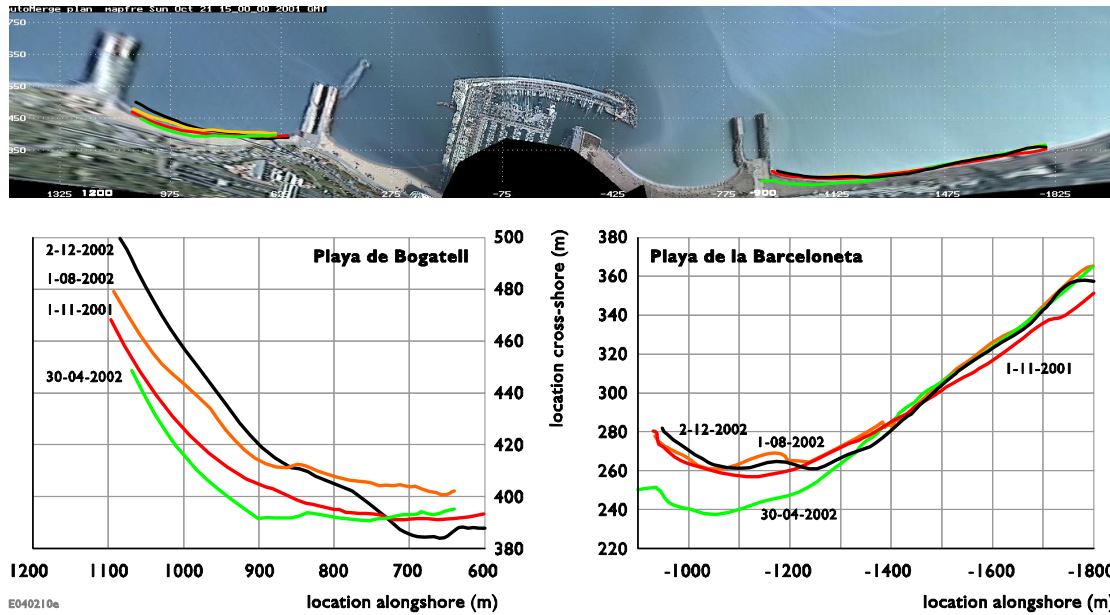 utoMerge plan mapfre Sun Oct 21 15_00_00 2001 GMT
750
650
550
450
350
1325 1200 975 625 275 -75 -425 -775 -900 -1125 -1475 -1825
500 380
2-12-2002 Playa de Bogatell Playa de la Barceloneta
1-08-2002 480 360
1-11-2001 460 340
30-04-2002 440 320
1-11-2001
420 300
2-12-2002 1-08-2002 280
400 260
30-04-2002 240
380 220
location cross-shore (m)
1200 1100 1000 900 800 700 600 -1000 -1200 -1400 -1600 -1800
E040210a location alongshore (m) location alongshore (m)